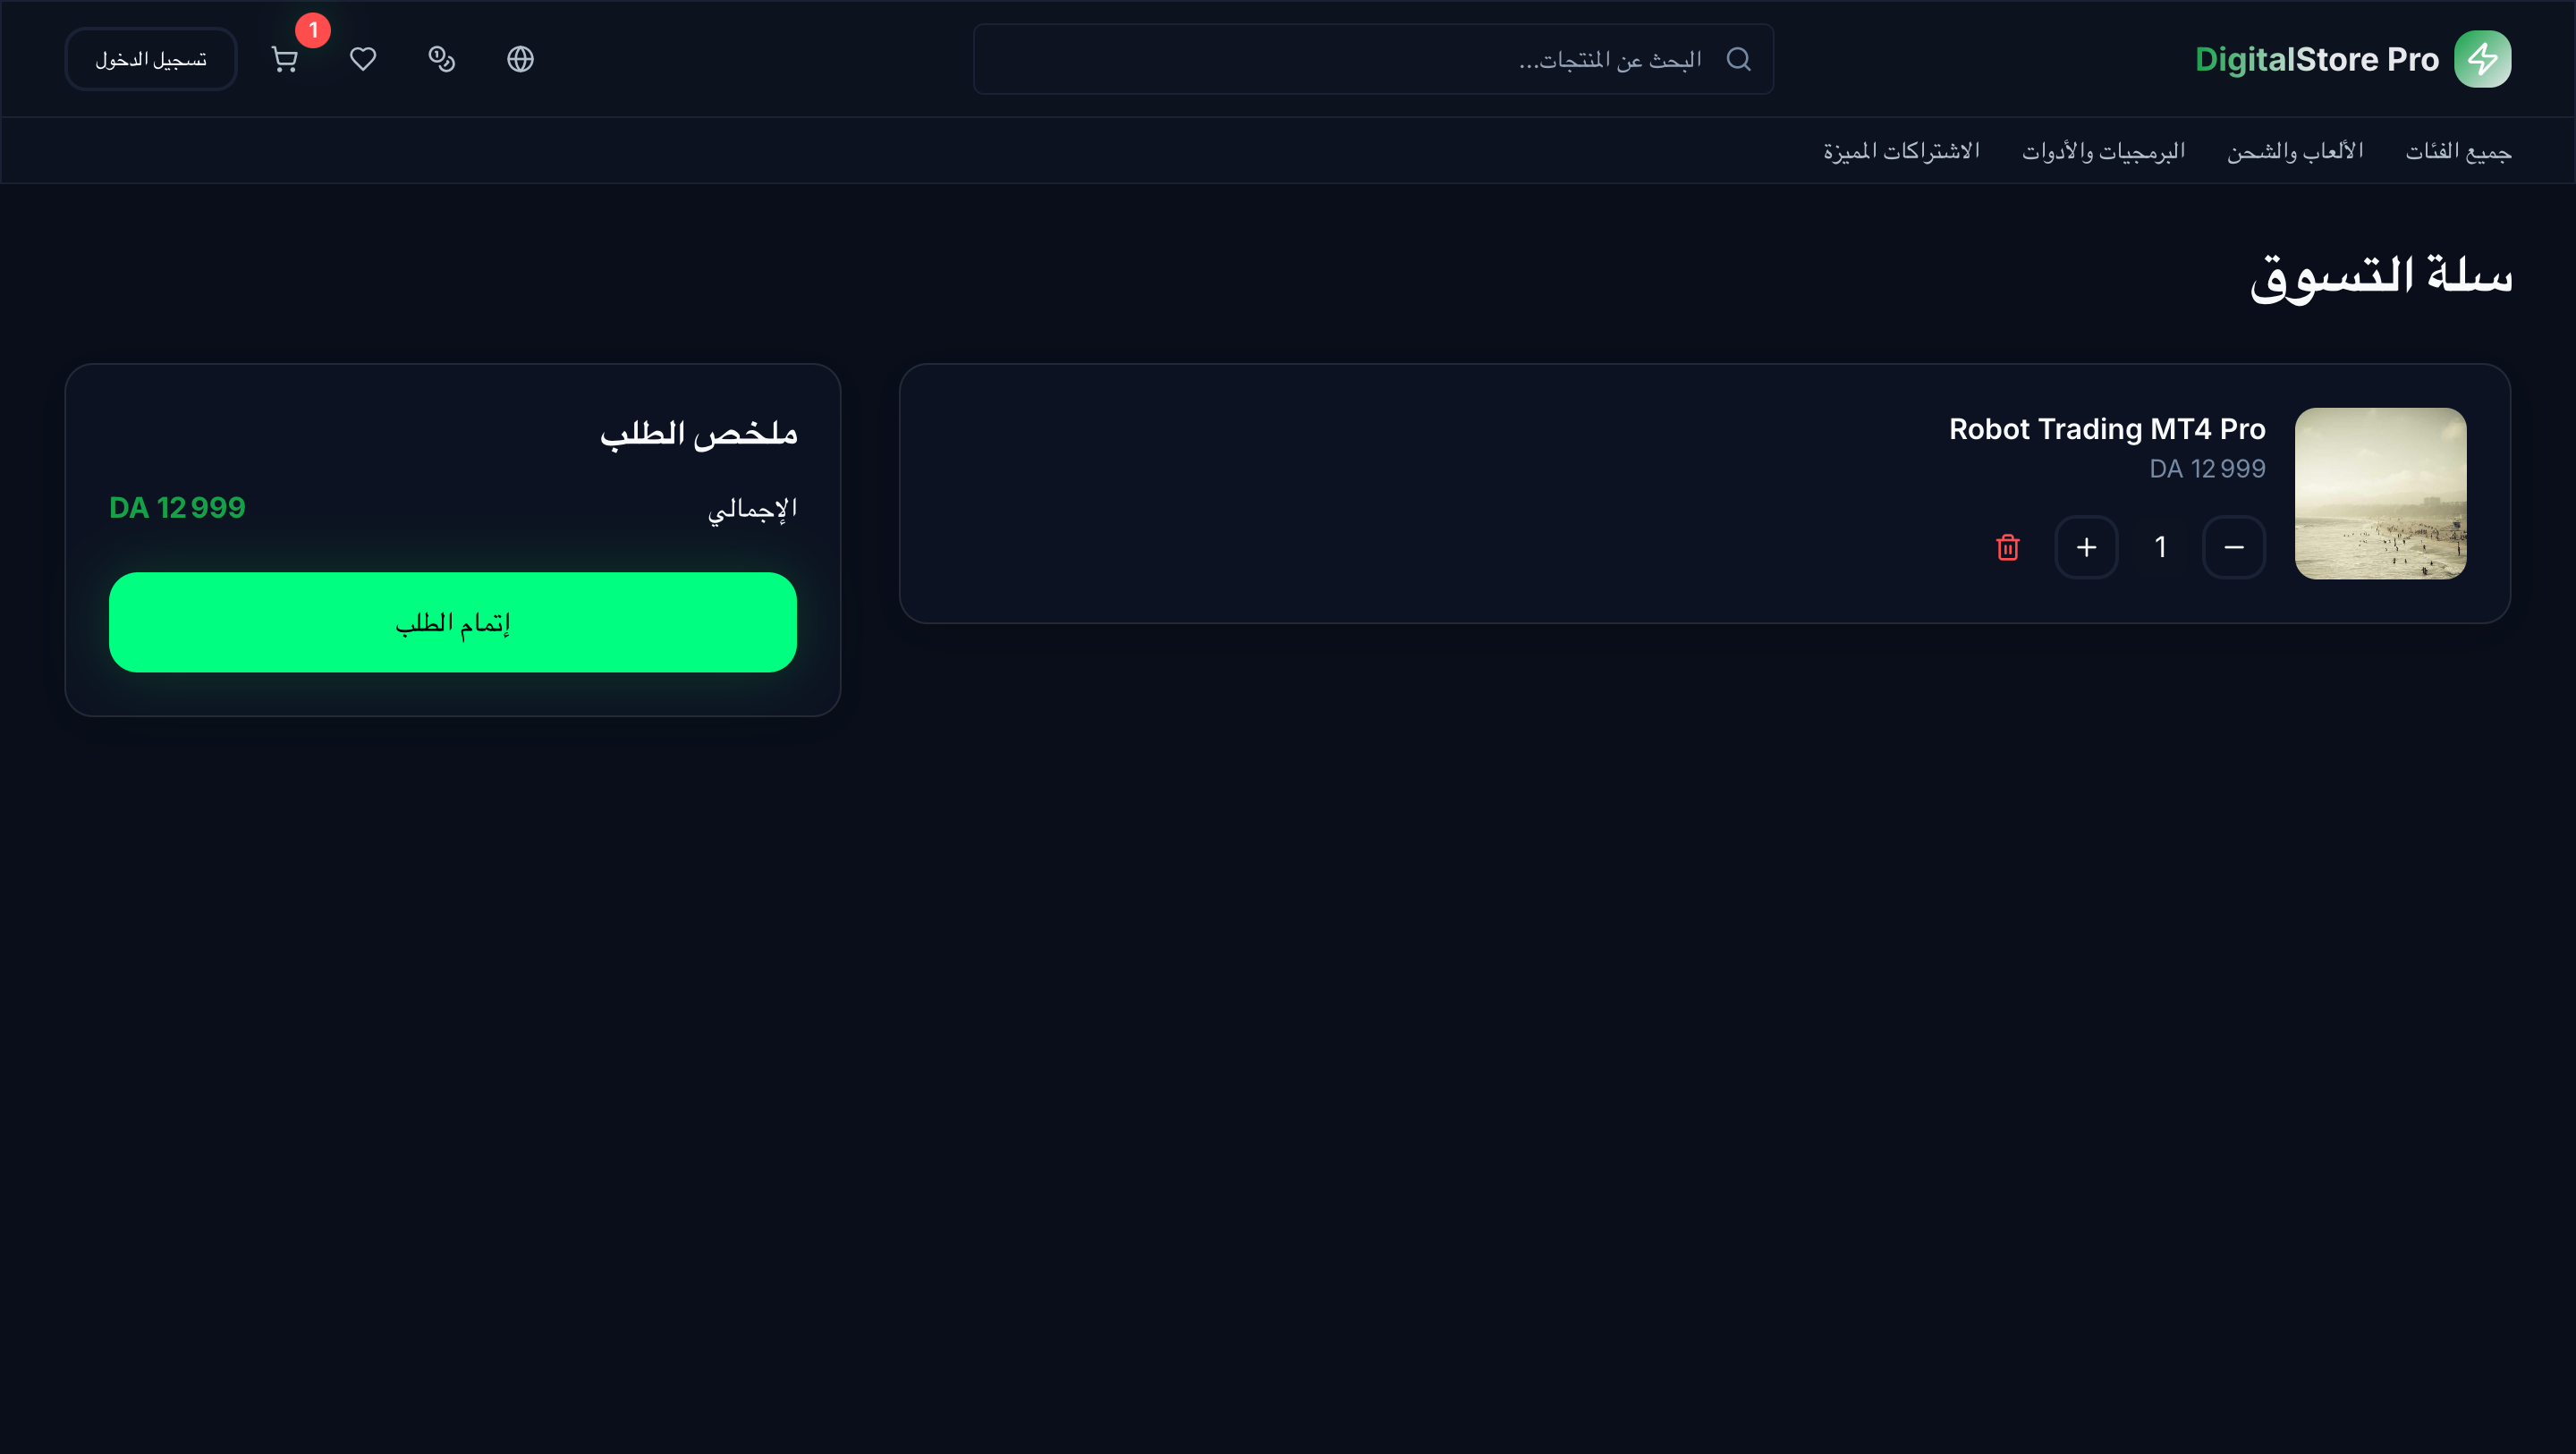 DigitalStore Pro
البحث عن المنتجات...
1
تسجيل الدخول
جميع الفئات
الألعاب والشحن
البرمجيات والأدوات
الاشتراكات المميزة
سلة التسوق
Robot Trading MT4 Pro
DA 12 999
1
ملخص الطلب
الإجمالي
DA 12 999
إتمام الطلب